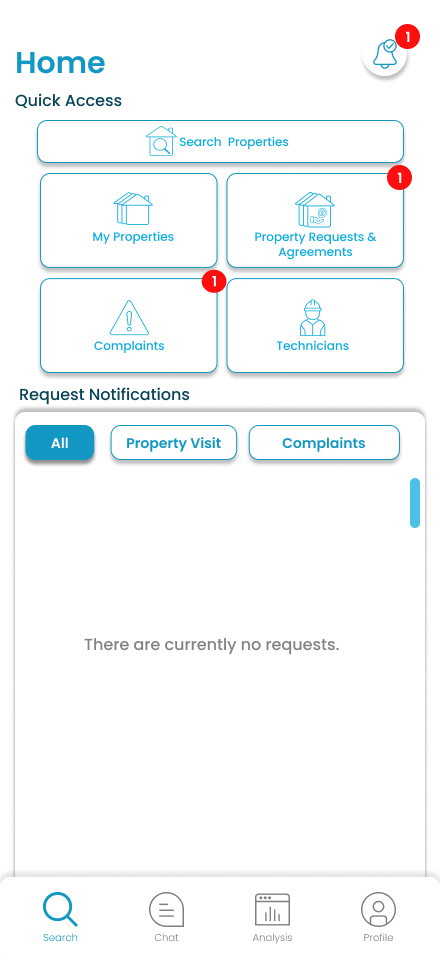 1
Home
Quick Access
Search Properties
1
My Properties
Property Requests &
Agreements
1
Complaints
Technicians
Request Notifications
All
Property Visit
Complaints
There are currently no requests.
Search
Chat
Analysis
Profile